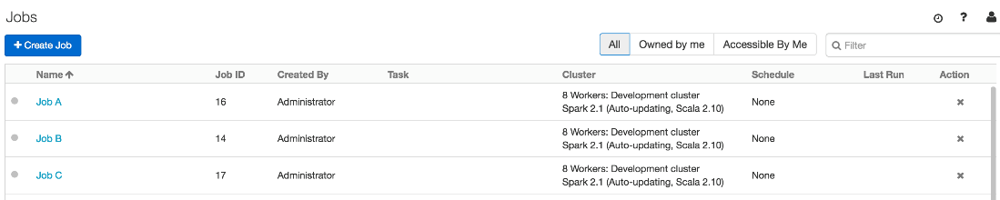 Jobs
?
+ Create Job
All Owned by me Accessible By Me Filter
Name Job ID Created By Task Cluster Schedule Last Run Action
Job A 16 Administrator 8 Workers: Development cluster None
Spark 2.1 (Auto-updating, Scala 2.10)
Job B 14 Administrator 8 Workers: Development cluster None
Spark 2.1 (Auto-updating, Scala 2.10)
Job C 17 Administrator 8 Workers: Development cluster None
Spark 2.1 (Auto-updating, Scala 2.10)